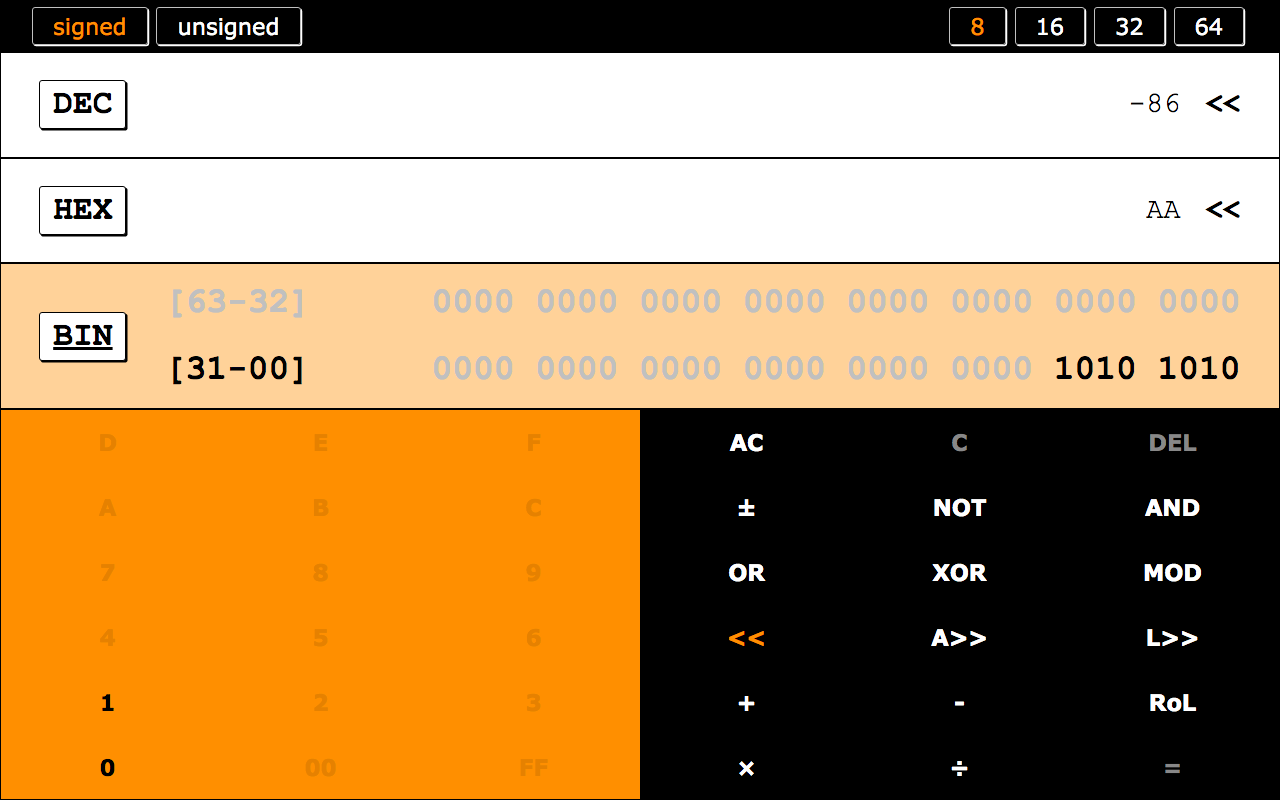 signed unsigned 8 16 32 64
DEC -86 <<
HEX AA <<
[63-32] 0000 0000 0000 0000 0000 0000 0000 0000
BIN
[31-00] 0000 0000 0000 0000 0000 0000 1010 1010
D E F AC C DEL
A B C ± NOT AND
7 8 9 OR XOR MOD
4 5 6 << A>> L>>
1 2 3 + - RoL
0 00 FF × ÷ =